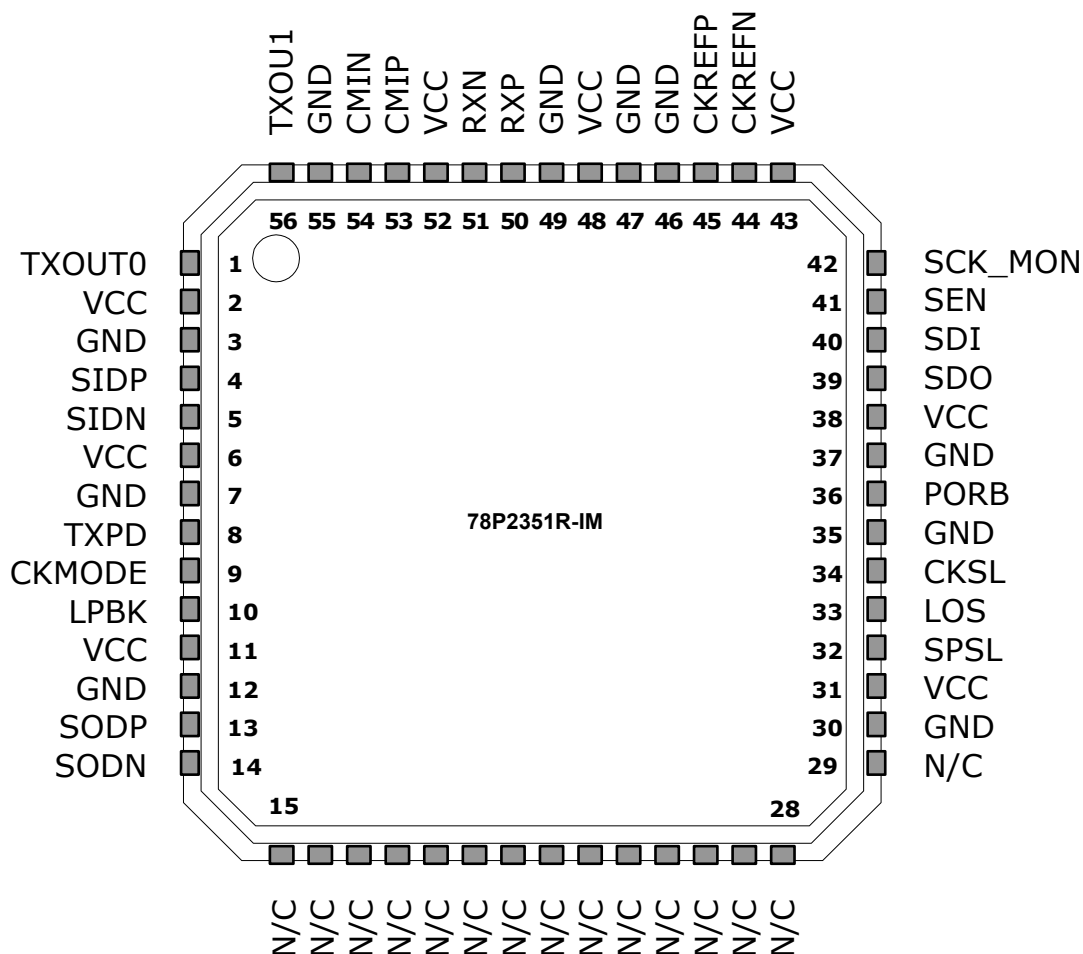 TXOU1
GND
CMIN
CMIP
VCC
RXN
RXP
GND
VCC
GND
GND
CKREFP
CKREFN
VCC
56 55 54 53 52 51 50 49 48 47 46 45 44 43
TXOUT0 1
VCC 2
GND 3
SIDP 4
SIDN 5
VCC 6
GND 7
TXPD 8
CKMODE 9
LPBK 10
VCC 11
GND 12
SODP 13
SODN 14
78P2351R-IM
42 SCK_MON
41 SEN
40 SDI
39 SDO
38 VCC
37 GND
36 PORB
35 GND
34 CKSL
33 LOS
32 SPSL
31 VCC
30 GND
29 N/C
15 28
N/C
N/C
N/C
N/C
N/C
N/C
N/C
N/C
N/C
N/C
N/C
N/C
N/C
N/C